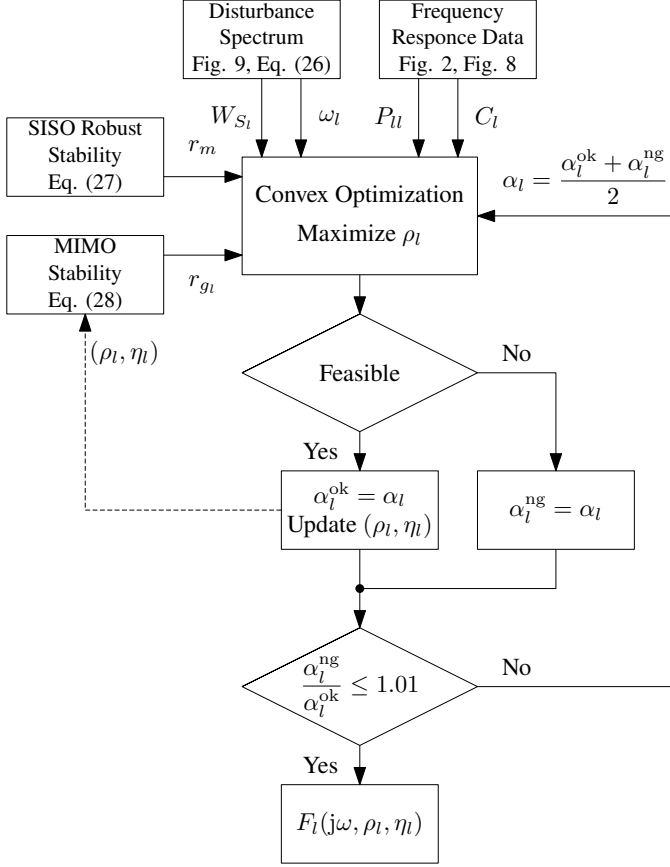 Disturbance
Spectrum
Fig. 9, Eq. (26)
Frequency
Responce Data
Fig. 2, Fig. 8
W_{S_l}
ω_l
P_{ll}
C_l
SISO Robust
Stability
Eq. (27)
r_m
Convex Optimization
Maximize ρ_l
α_l = (α_l^{ok} + α_l^{ng}) / 2
MIMO
Stability
Eq. (28)
r_{g_l}
(ρ_l, η_l)
Feasible
No
Yes
α_l^{ok} = α_l
Update (ρ_l, η_l)
α_l^{ng} = α_l
α_l^{ng} / α_l^{ok} ≤ 1.01
No
Yes
F_l(jω, ρ_l, η_l)